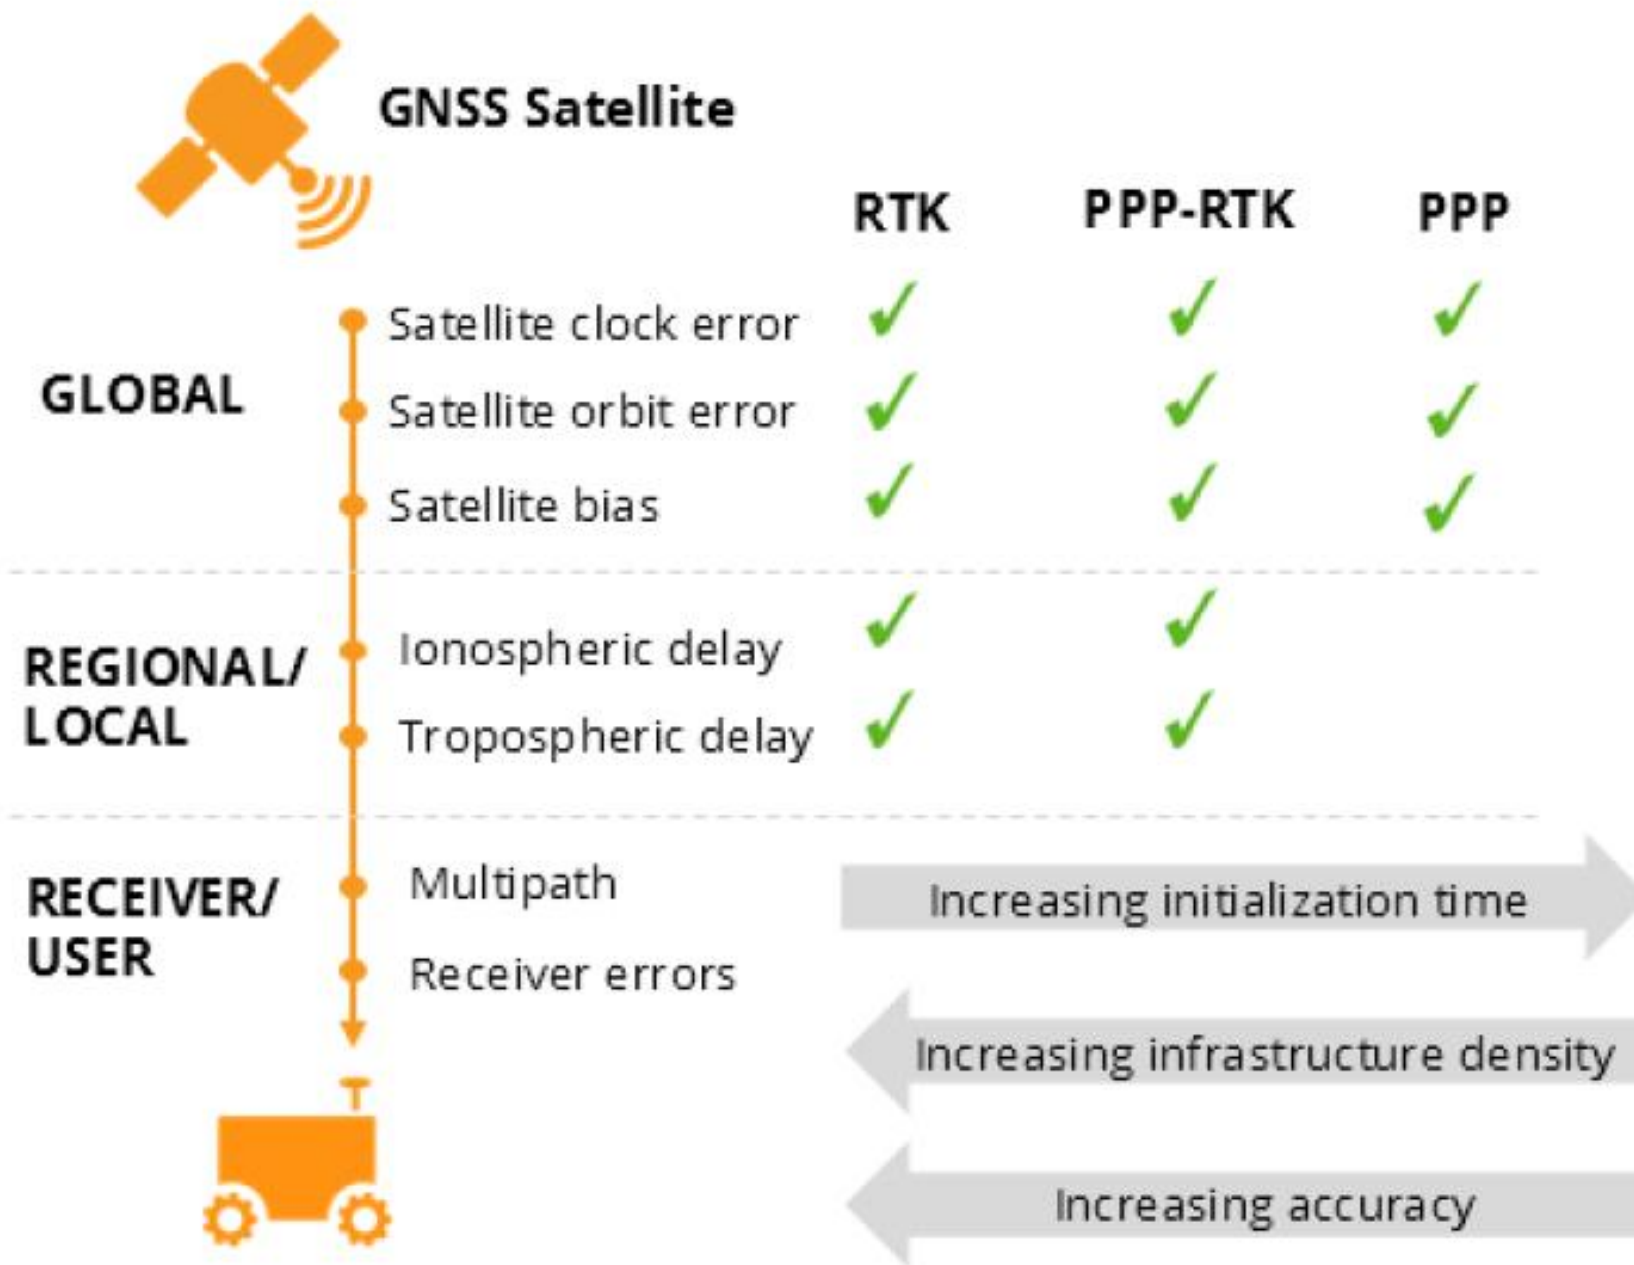 GNSS Satellite
RTK PPP-RTK PPP
GLOBAL
Satellite clock error
Satellite orbit error
Satellite bias
REGIONAL/
LOCAL
Ionospheric delay
Tropospheric delay
RECEIVER/
USER
Multipath
Receiver errors
Increasing initialization time
Increasing infrastructure density
Increasing accuracy